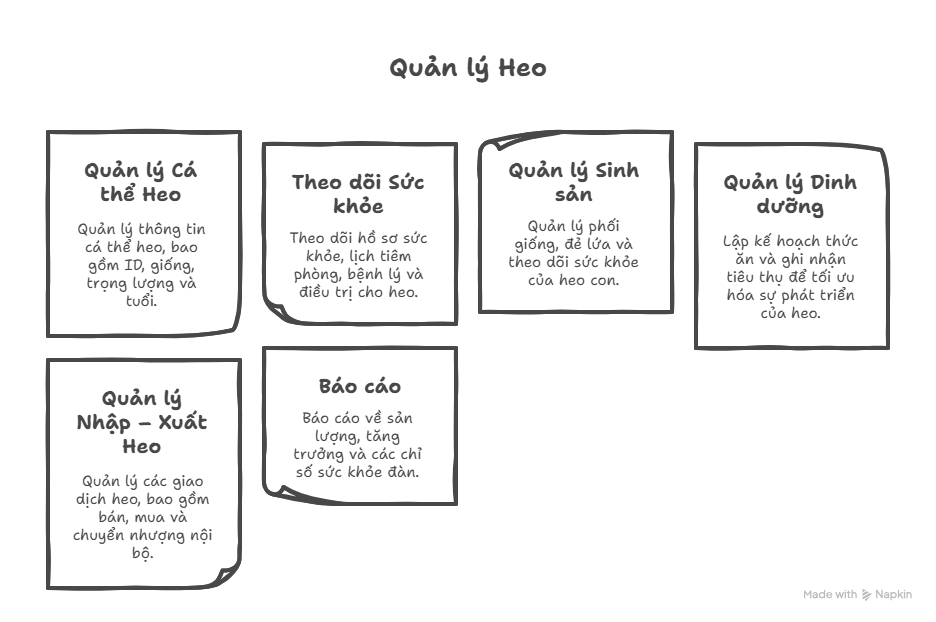 Quản lý Heo
Quản lý Cá
thể Heo
Quản lý thông tin
cá thể heo, bao
gồm ID, giống,
trọng lượng và
tuổi.
Theo dõi Sức
khỏe
Theo dõi hồ sơ sức
khỏe, lịch tiêm
phòng, bệnh lý và
điều trị cho heo.
Quản lý Sinh
sản
Quản lý phối
giống, đẻ lứa và
theo dõi sức khỏe
của heo con.
Quản lý Dinh
dưỡng
Lập kế hoạch thức
ăn và ghi nhận
tiêu thụ để tối ưu
hóa sự phát triển
của heo.
Quản lý
Nhập – Xuất
Heo
Quản lý các giao
dịch heo, bao gồm
bán, mua và
chuyển nhượng nội
bộ.
Báo cáo
Báo cáo về sản
lượng, tăng
trưởng và các chỉ
số sức khỏe đàn.
Made with Napkin